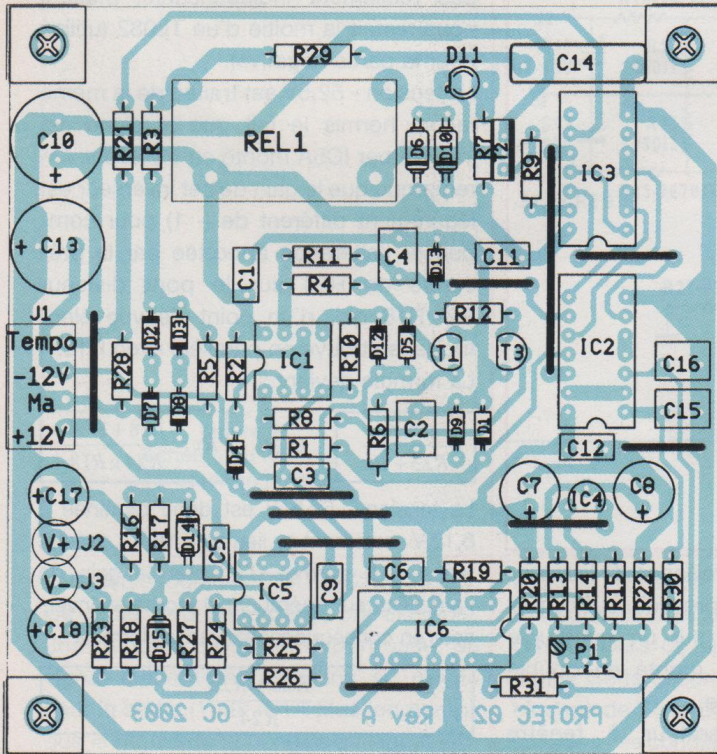 R29
D11
C14
C10
+
R21
R3
REL1
D6
D10
R7
T2
R9
IC3
+ C13
C1
R11
R4
C4
D13
C11
R12
J1
Tempo
-12V
Ma
+12V
R28
D2
D3
D7
D8
R5
R2
IC1
R10
D12
D5
T1
T3
IC2
C16
C15
R8
R1
C3
D4
R6
C2
D9
D1
C12
+C17
V+ J2
V- J3
+C18
R16
R17
D14
C5
C7
+
IC4
C8
+
IC5
C9
C6
R19
IC6
R20
R13
R14
R15
R22
R30
R23
R18
D15
R27
R24
R25
R26
P1
R31
PROTEC 02 Rev A GC 2003